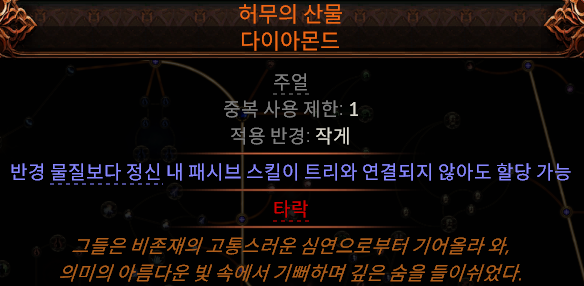 허무의 산물
다이아몬드
주얼
중복 사용 제한: 1
적용 반경: 작게
반경 물질보다 정신 내 패시브 스킬이 트리와 연결되지 않아도 할당 가능
타락
그들은 비존재의 고통스러운 심연으로부터 기어올라 와,
의미의 아름다운 빛 속에서 기뻐하며 깊은 숨을 들이쉬었다.